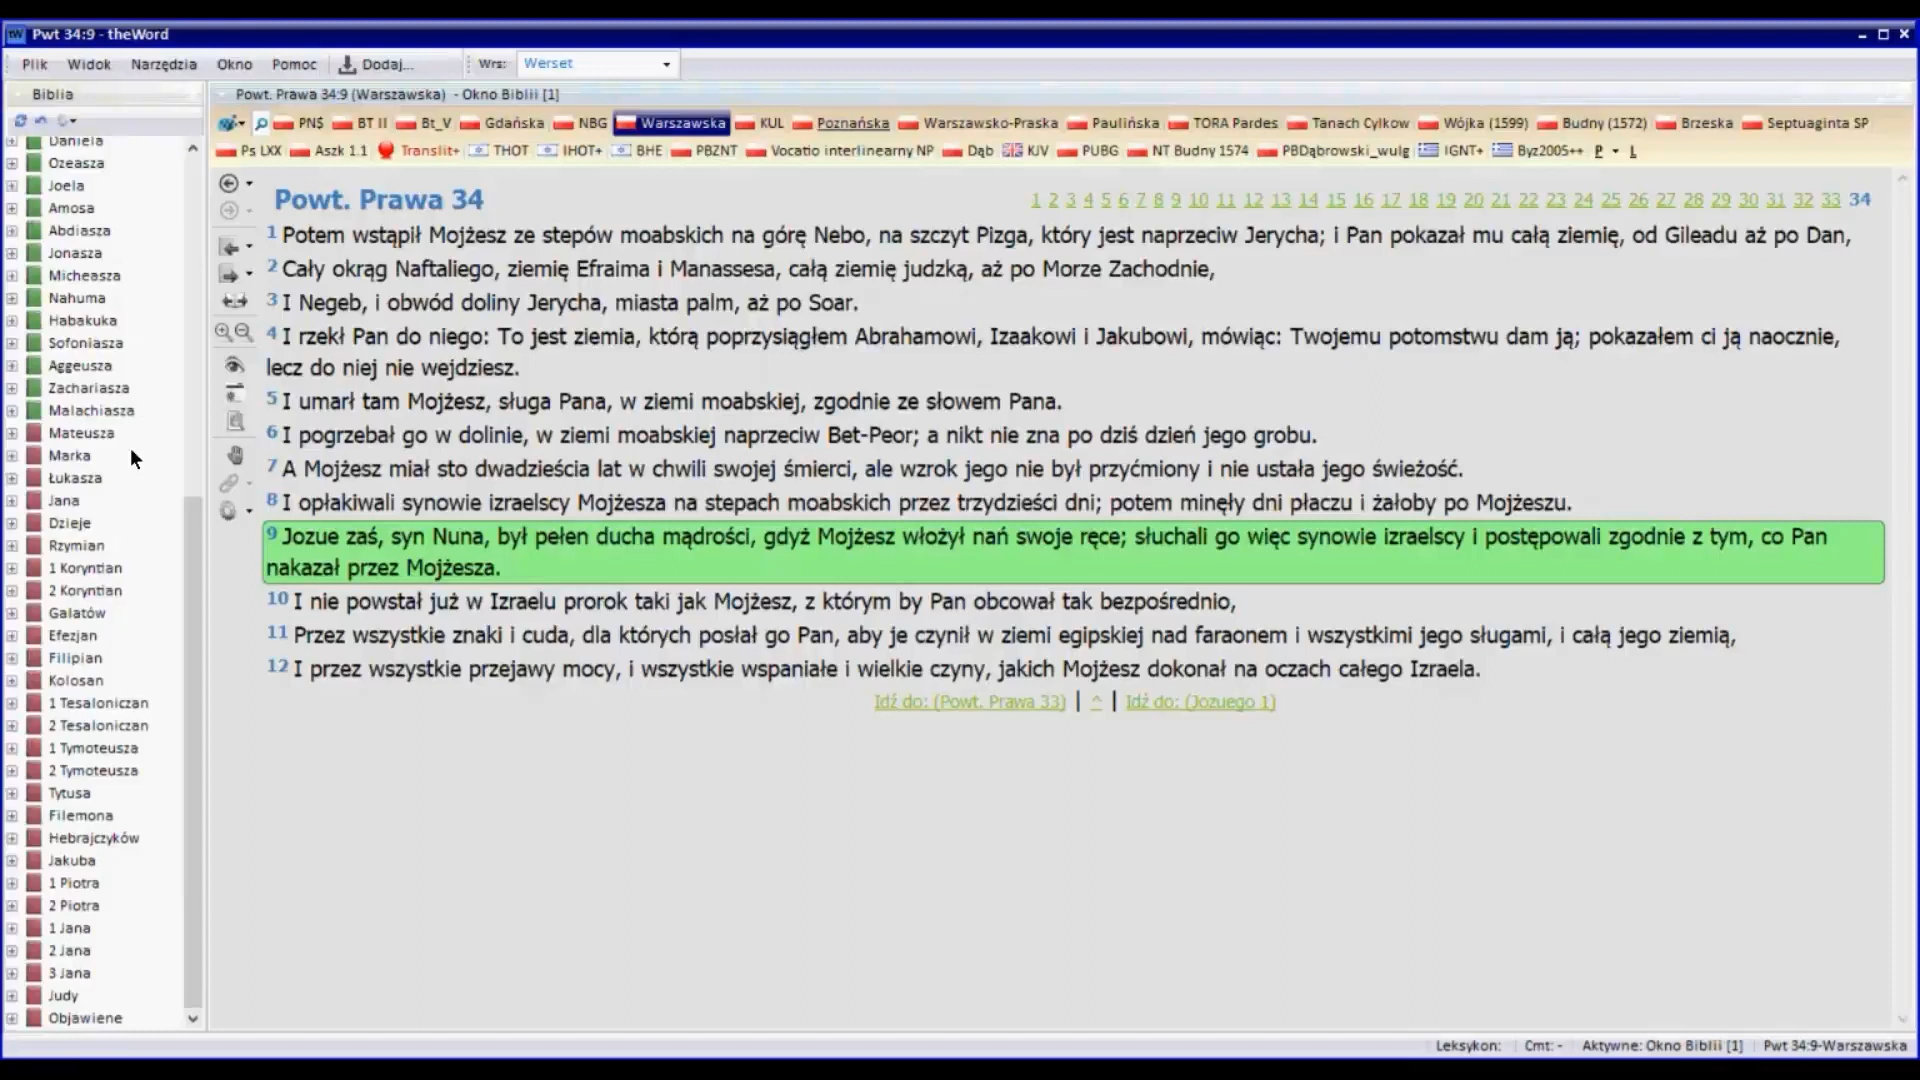 Pwt 34:9 - theWord
Plik Widok Narzędzia Okno Pomoc Dodaj... Wrs: Werset
Biblia
Powt. Prawa 34:9 (Warszawska) - Okno Biblii [1]
PNŚ BT II Bt_V Gdańska NBG Warszawska KUL Poznańska Warszawsko-Praska Paulińska TORA Pardes Tanach Cylkow Wójka (1599) Budny (1572) Brzeska Septuaginta SP
Ps LXX Aszk 1.1 Translit+ THOT IHOT+ BHE PBZNT Vocatio interlinearny NP Dąb KJV PUBG NT Budny 1574 PBDąbrowski_wulg IGNT+ Byz2005++ P L
Daniela
Ozeasza
Joela
Amosa
Abdiasza
Jonasza
Micheasza
Nahuma
Habakuka
Sofoniasza
Aggeusza
Zachariasza
Malachiasza
Mateusza
Marka
Łukasza
Jana
Dzieje
Rzymian
1 Koryntian
2 Koryntian
Galatów
Efezjan
Filipian
Kolosan
1 Tesaloniczan
2 Tesaloniczan
1 Tymoteusza
2 Tymoteusza
Tytusa
Filemona
Hebrajczyków
Jakuba
1 Piotra
2 Piotra
1 Jana
2 Jana
3 Jana
Judy
Objawiene
Powt. Prawa 34
1 2 3 4 5 6 7 8 9 10 11 12 13 14 15 16 17 18 19 20 21 22 23 24 25 26 27 28 29 30 31 32 33 34
1 Potem wstąpił Mojżesz ze stepów moabskich na górę Nebo, na szczyt Pizga, który jest naprzeciw Jerycha; i Pan pokazał mu całą ziemię, od Gileadu aż po Dan,
2 Cały okrąg Naftaliego, ziemię Efraima i Manassesa, całą ziemię judzką, aż po Morze Zachodnie,
3 I Negeb, i obwód doliny Jerycha, miasta palm, aż po Soar.
4 I rzekł Pan do niego: To jest ziemia, którą poprzysiągłem Abrahamowi, Izaakowi i Jakubowi, mówiąc: Twojemu potomstwu dam ją; pokazałem ci ją naocznie,
lecz do niej nie wejdziesz.
5 I umarł tam Mojżesz, sługa Pana, w ziemi moabskiej, zgodnie ze słowem Pana.
6 I pogrzebał go w dolinie, w ziemi moabskiej naprzeciw Bet-Peor; a nikt nie zna po dziś dzień jego grobu.
7 A Mojżesz miał sto dwadzieścia lat w chwili swojej śmierci, ale wzrok jego nie był przyćmiony i nie ustała jego świeżość.
8 I opłakiwali synowie izraelscy Mojżesza na stepach moabskich przez trzydzieści dni; potem minęły dni płaczu i żałoby po Mojżeszu.
9 Jozue zaś, syn Nuna, był pełen ducha mądrości, gdyż Mojżesz włożył nań swoje ręce; słuchali go więc synowie izraelscy i postępowali zgodnie z tym, co Pan
nakazał przez Mojżesza.
10 I nie powstał już w Izraelu prorok taki jak Mojżesz, z którym by Pan obcował tak bezpośrednio,
11 Przez wszystkie znaki i cuda, dla których posłał go Pan, aby je czynił w ziemi egipskiej nad faraonem i wszystkimi jego sługami, i całą jego ziemią,
12 I przez wszystkie przejawy mocy, i wszystkie wspaniałe i wielkie czyny, jakich Mojżesz dokonał na oczach całego Izraela.
Idź do: (Powt. Prawa 33) | ^ | Idź do: (Jozuego 1)
Leksykon: Cmt: - Aktywne: Okno Biblii [1] Pwt 34:9-Warszawska